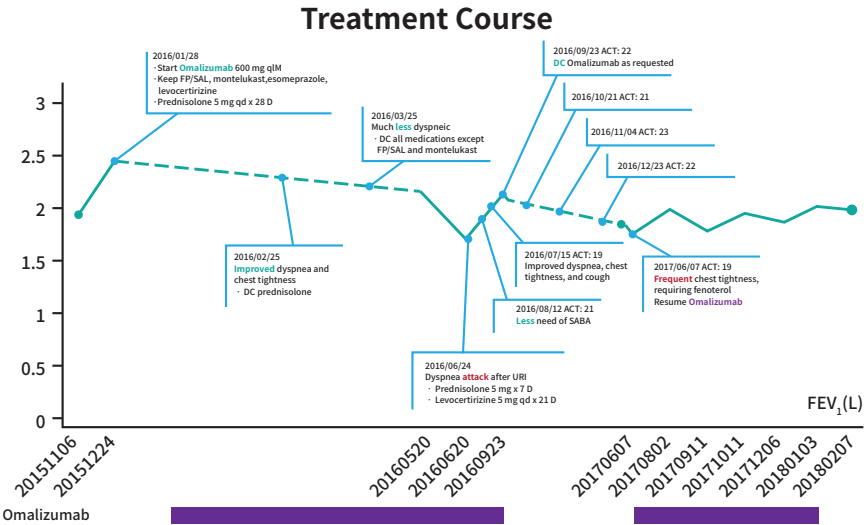 Treatment Course
2016/01/28
·Start Omalizumab 600 mg qlM
·Keep FP/SAL, montelukast,esomeprazole,
levocertirizine
·Prednisolone 5 mg qd x 28 D
2016/03/25
Much less dyspneic
· DC all medications except
FP/SAL and montelukast
2016/09/23 ACT: 22
DC Omalizumab as requested
2016/10/21 ACT: 21
2016/11/04 ACT: 23
2016/12/23 ACT: 22
2016/02/25
Improved dyspnea and
chest tightness
· DC prednisolone
2016/07/15 ACT: 19
Improved dyspnea, chest
tightness, and cough
2016/08/12 ACT: 21
Less need of SABA
2016/06/24
Dyspnea attack after URI
· Prednisolone 5 mg x 7 D
· Levocertirizine 5 mg qd x 21 D
2017/06/07 ACT: 19
Frequent chest tightness,
requiring fenoterol
Resume Omalizumab
3
2.5
2
1.5
1
0.5
0
FEV1(L)
20151106
20151224
20160520
20160620
20160923
20170607
20170802
20170911
20171011
20171206
20180103
20180207
Omalizumab